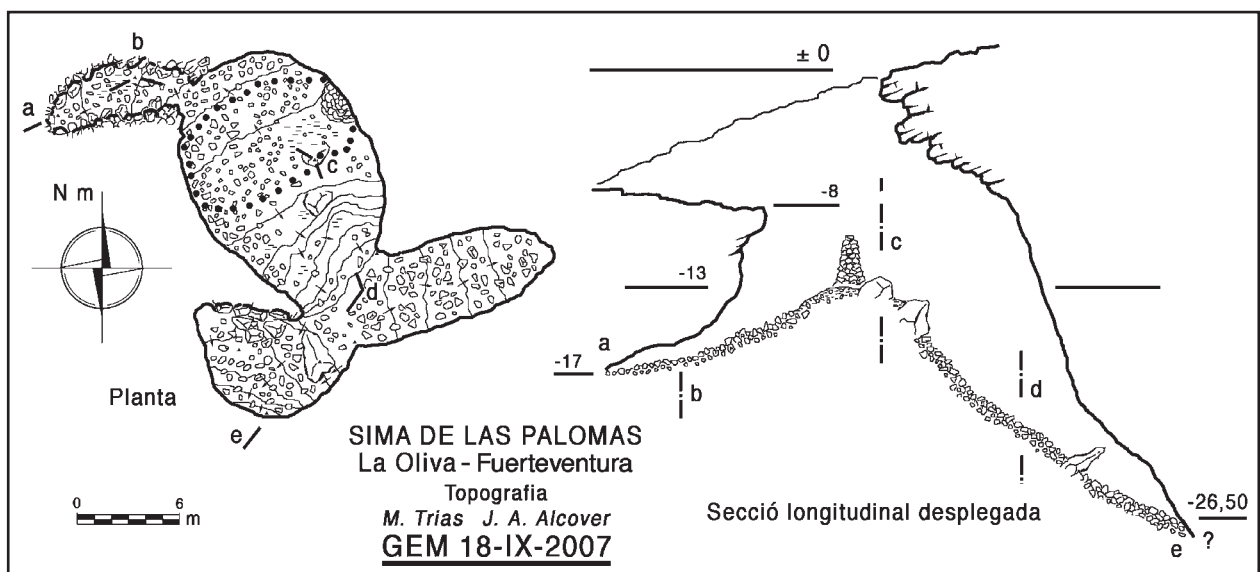 b
a
c
N m
d
Planta
e
0 6
m
SIMA DE LAS PALOMAS
La Oliva - Fuerteventura
Topografia
M. Trias J. A. Alcover
GEM 18-IX-2007
± 0
-8
c
-13
a
-17
b
d
Secció longitudinal desplegada
-26,50
e ?